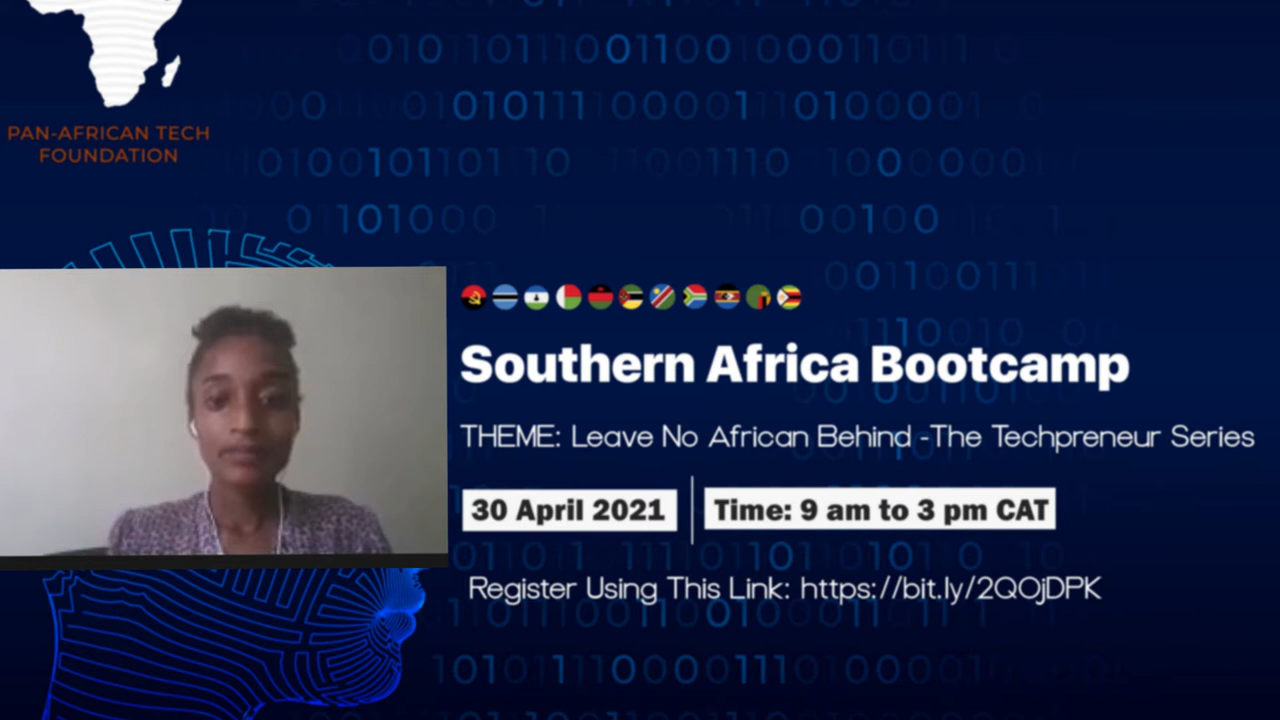 PAN-AFRICAN TECH
FOUNDATION
Southern Africa Bootcamp
THEME: Leave No African Behind -The Techpreneur Series
30 April 2021
Time: 9 am to 3 pm CAT
Register Using This Link: https://bit.ly/2QOjDPK